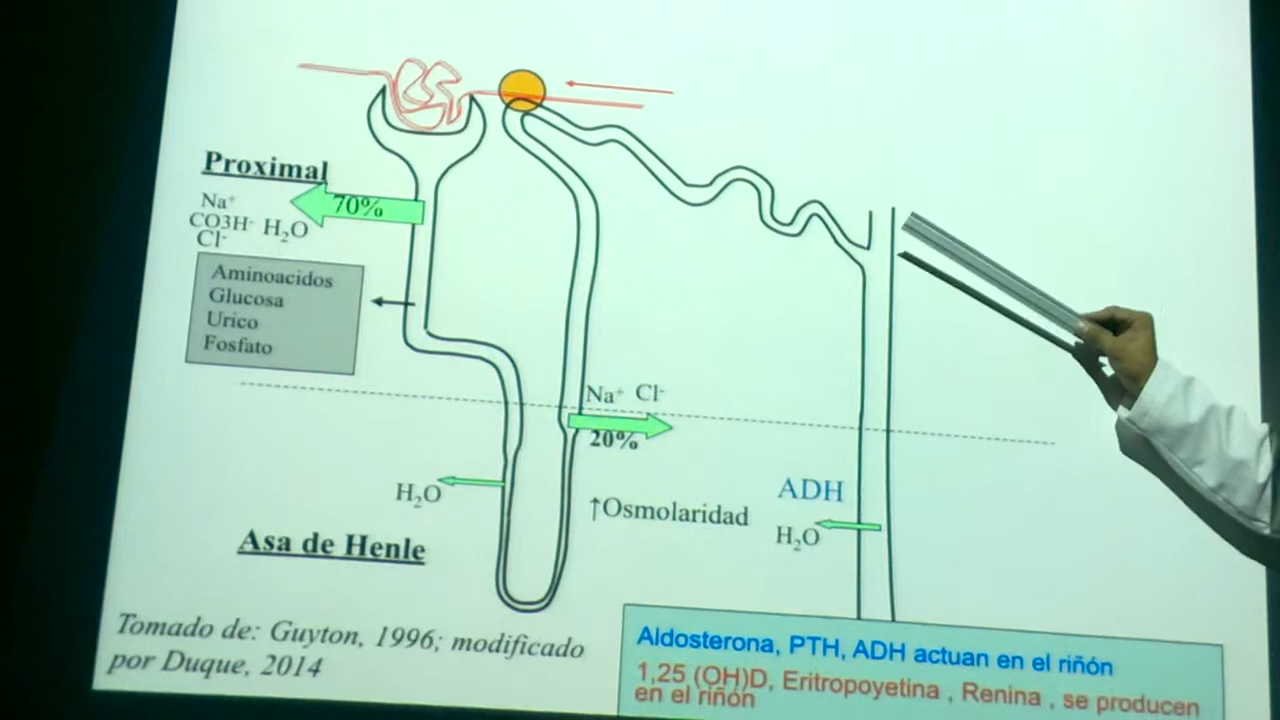 Proximal
70%
Na⁺
CO3H⁻ H₂O
Cl⁻
Aminoacidos
Glucosa
Urico
Fosfato
Na⁺ Cl⁻
20%
H₂O
↑Osmolaridad
ADH
H₂O
Asa de Henle
Tomado de: Guyton, 1996; modificado
por Duque, 2014
Aldosterona, PTH, ADH actuan en el riñón
1,25 (OH)D, Eritropoyetina , Renina , se producen
en el riñón